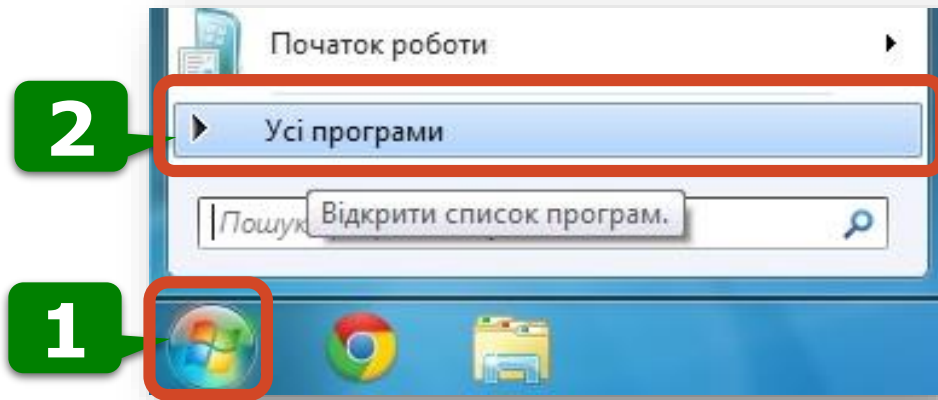 Початок роботи
2
Усі програми
Пошук
Відкрити список програм.
1